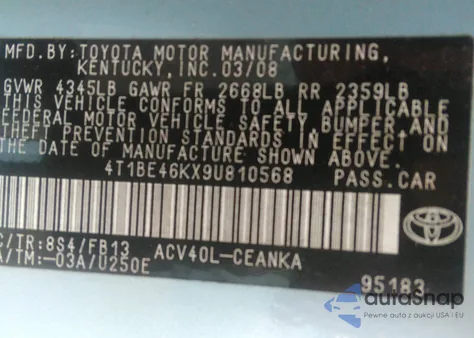 MFD.BY: TOYOTA MOTOR MANUFACTURING,
KENTUCKY, INC. 03/08
GVWR 4345LB GAWR FR 2668LB RR 2359LB
THIS VEHICLE CONFORMS TO ALL APPLICABLE
FEDERAL MOTOR VEHICLE SAFETY, BUMPER, AND
THEFT PREVENTION STANDARDS IN EFFECT ON
THE DATE OF MANUFACTURE SHOWN ABOVE.
4T1BE46KX9U810568 PASS.CAR
C/TR:8S4/FB13 ACV40L-CEANKA
A/TM:-03A/U250E
95183
TOYOTA
autoSnap
Pewne auta z aukcji USA i EU